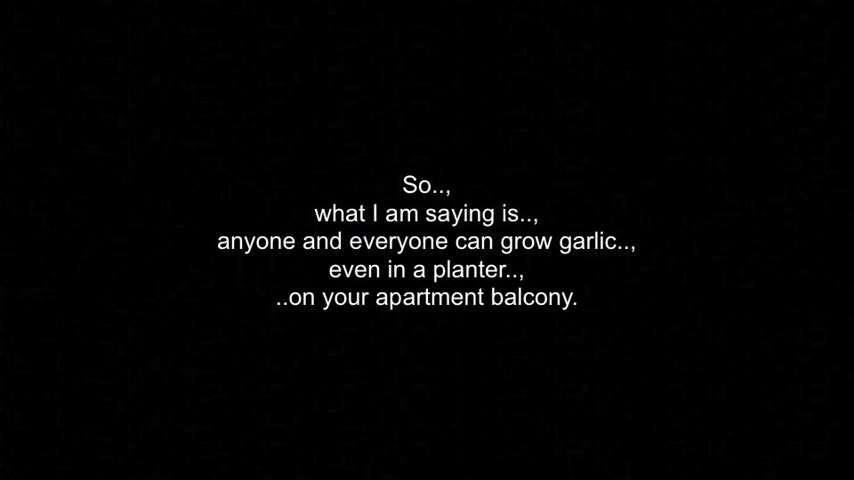 So..,
what I am saying is..,
anyone and everyone can grow garlic..,
even in a planter..,
..on your apartment balcony.